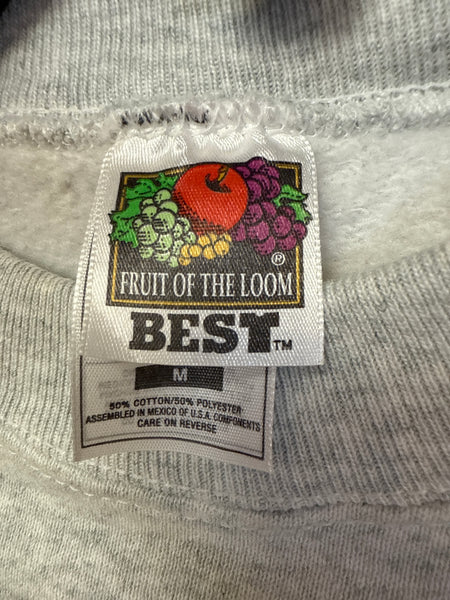 ®
FRUIT OF THE LOOM
BEST™
M
50% COTTON/50% POLYESTER
ASSEMBLED IN MEXICO OF U.S.A. COMPONENTS
CARE ON REVERSE